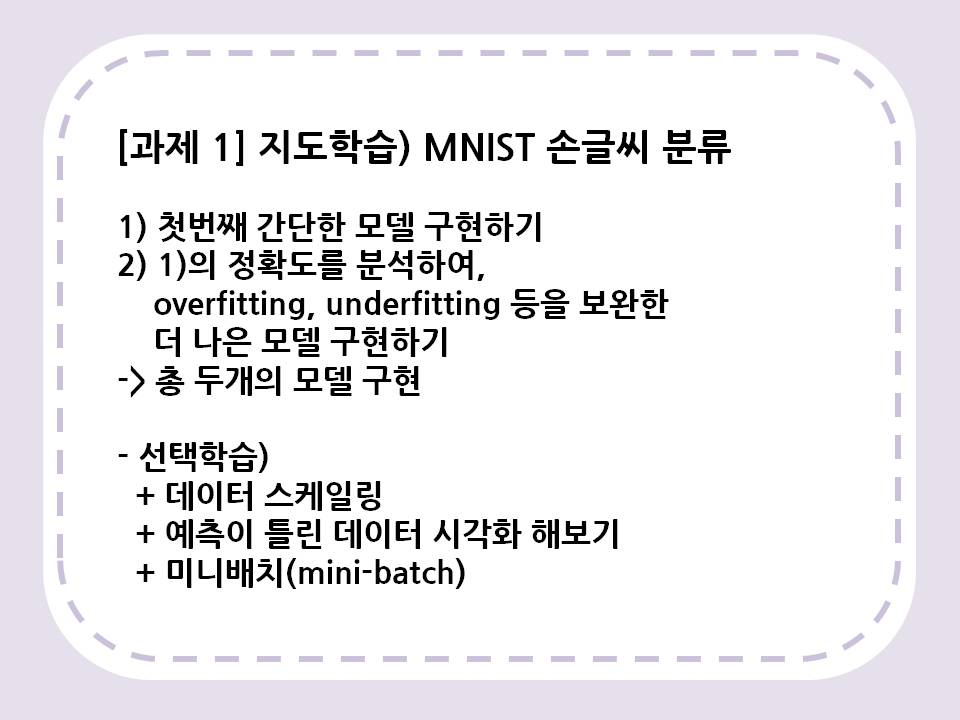 [과제 1] 지도학습) MNIST 손글씨 분류
1) 첫번째 간단한 모델 구현하기
2) 1)의 정확도를 분석하여,
overfitting, underfitting 등을 보완한
더 나은 모델 구현하기
-> 총 두개의 모델 구현
- 선택학습)
+ 데이터 스케일링
+ 예측이 틀린 데이터 시각화 해보기
+ 미니배치(mini-batch)